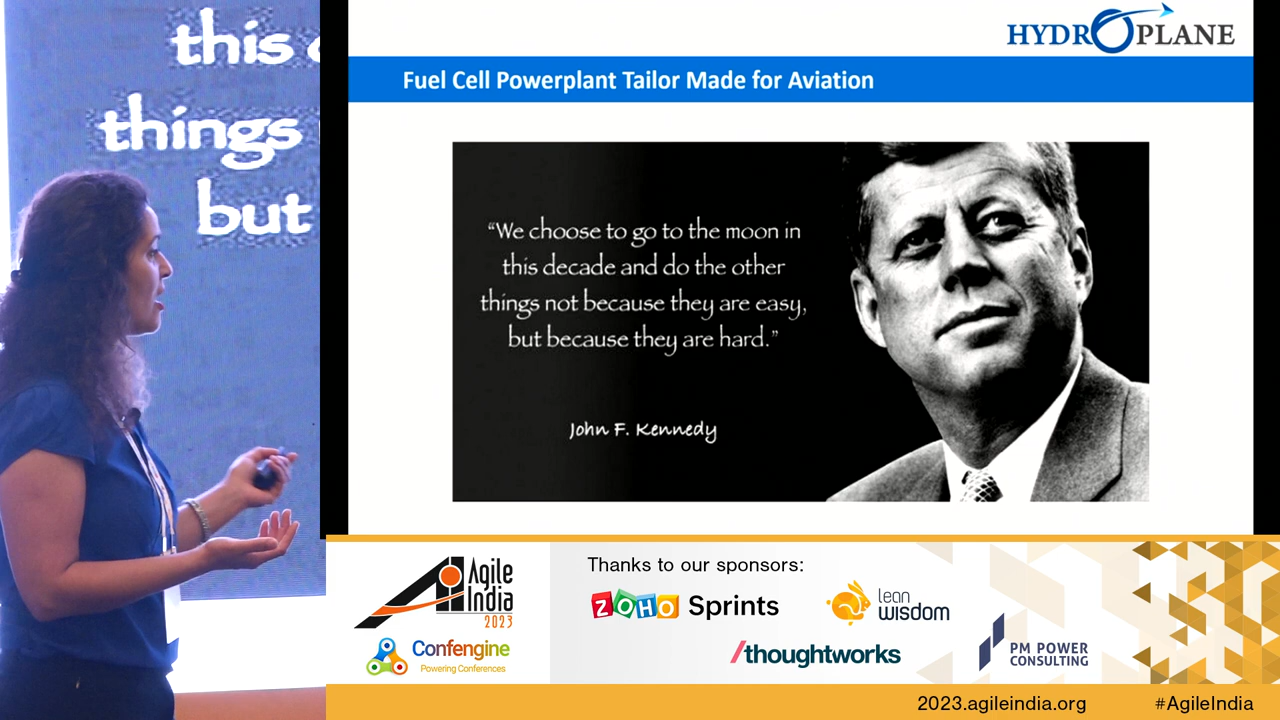 this
things
but
HYDROPLANE
Fuel Cell Powerplant Tailor Made for Aviation
“We choose to go to the moon in
this decade and do the other
things not because they are easy,
but because they are hard.”
John F. Kennedy
Agile
India
2023
Confengine
Powering Conferences
Thanks to our sponsors:
ZOHO Sprints
lean
wisdom
/thoughtworks
PM POWER
CONSULTING
2023.agileindia.org #AgileIndia